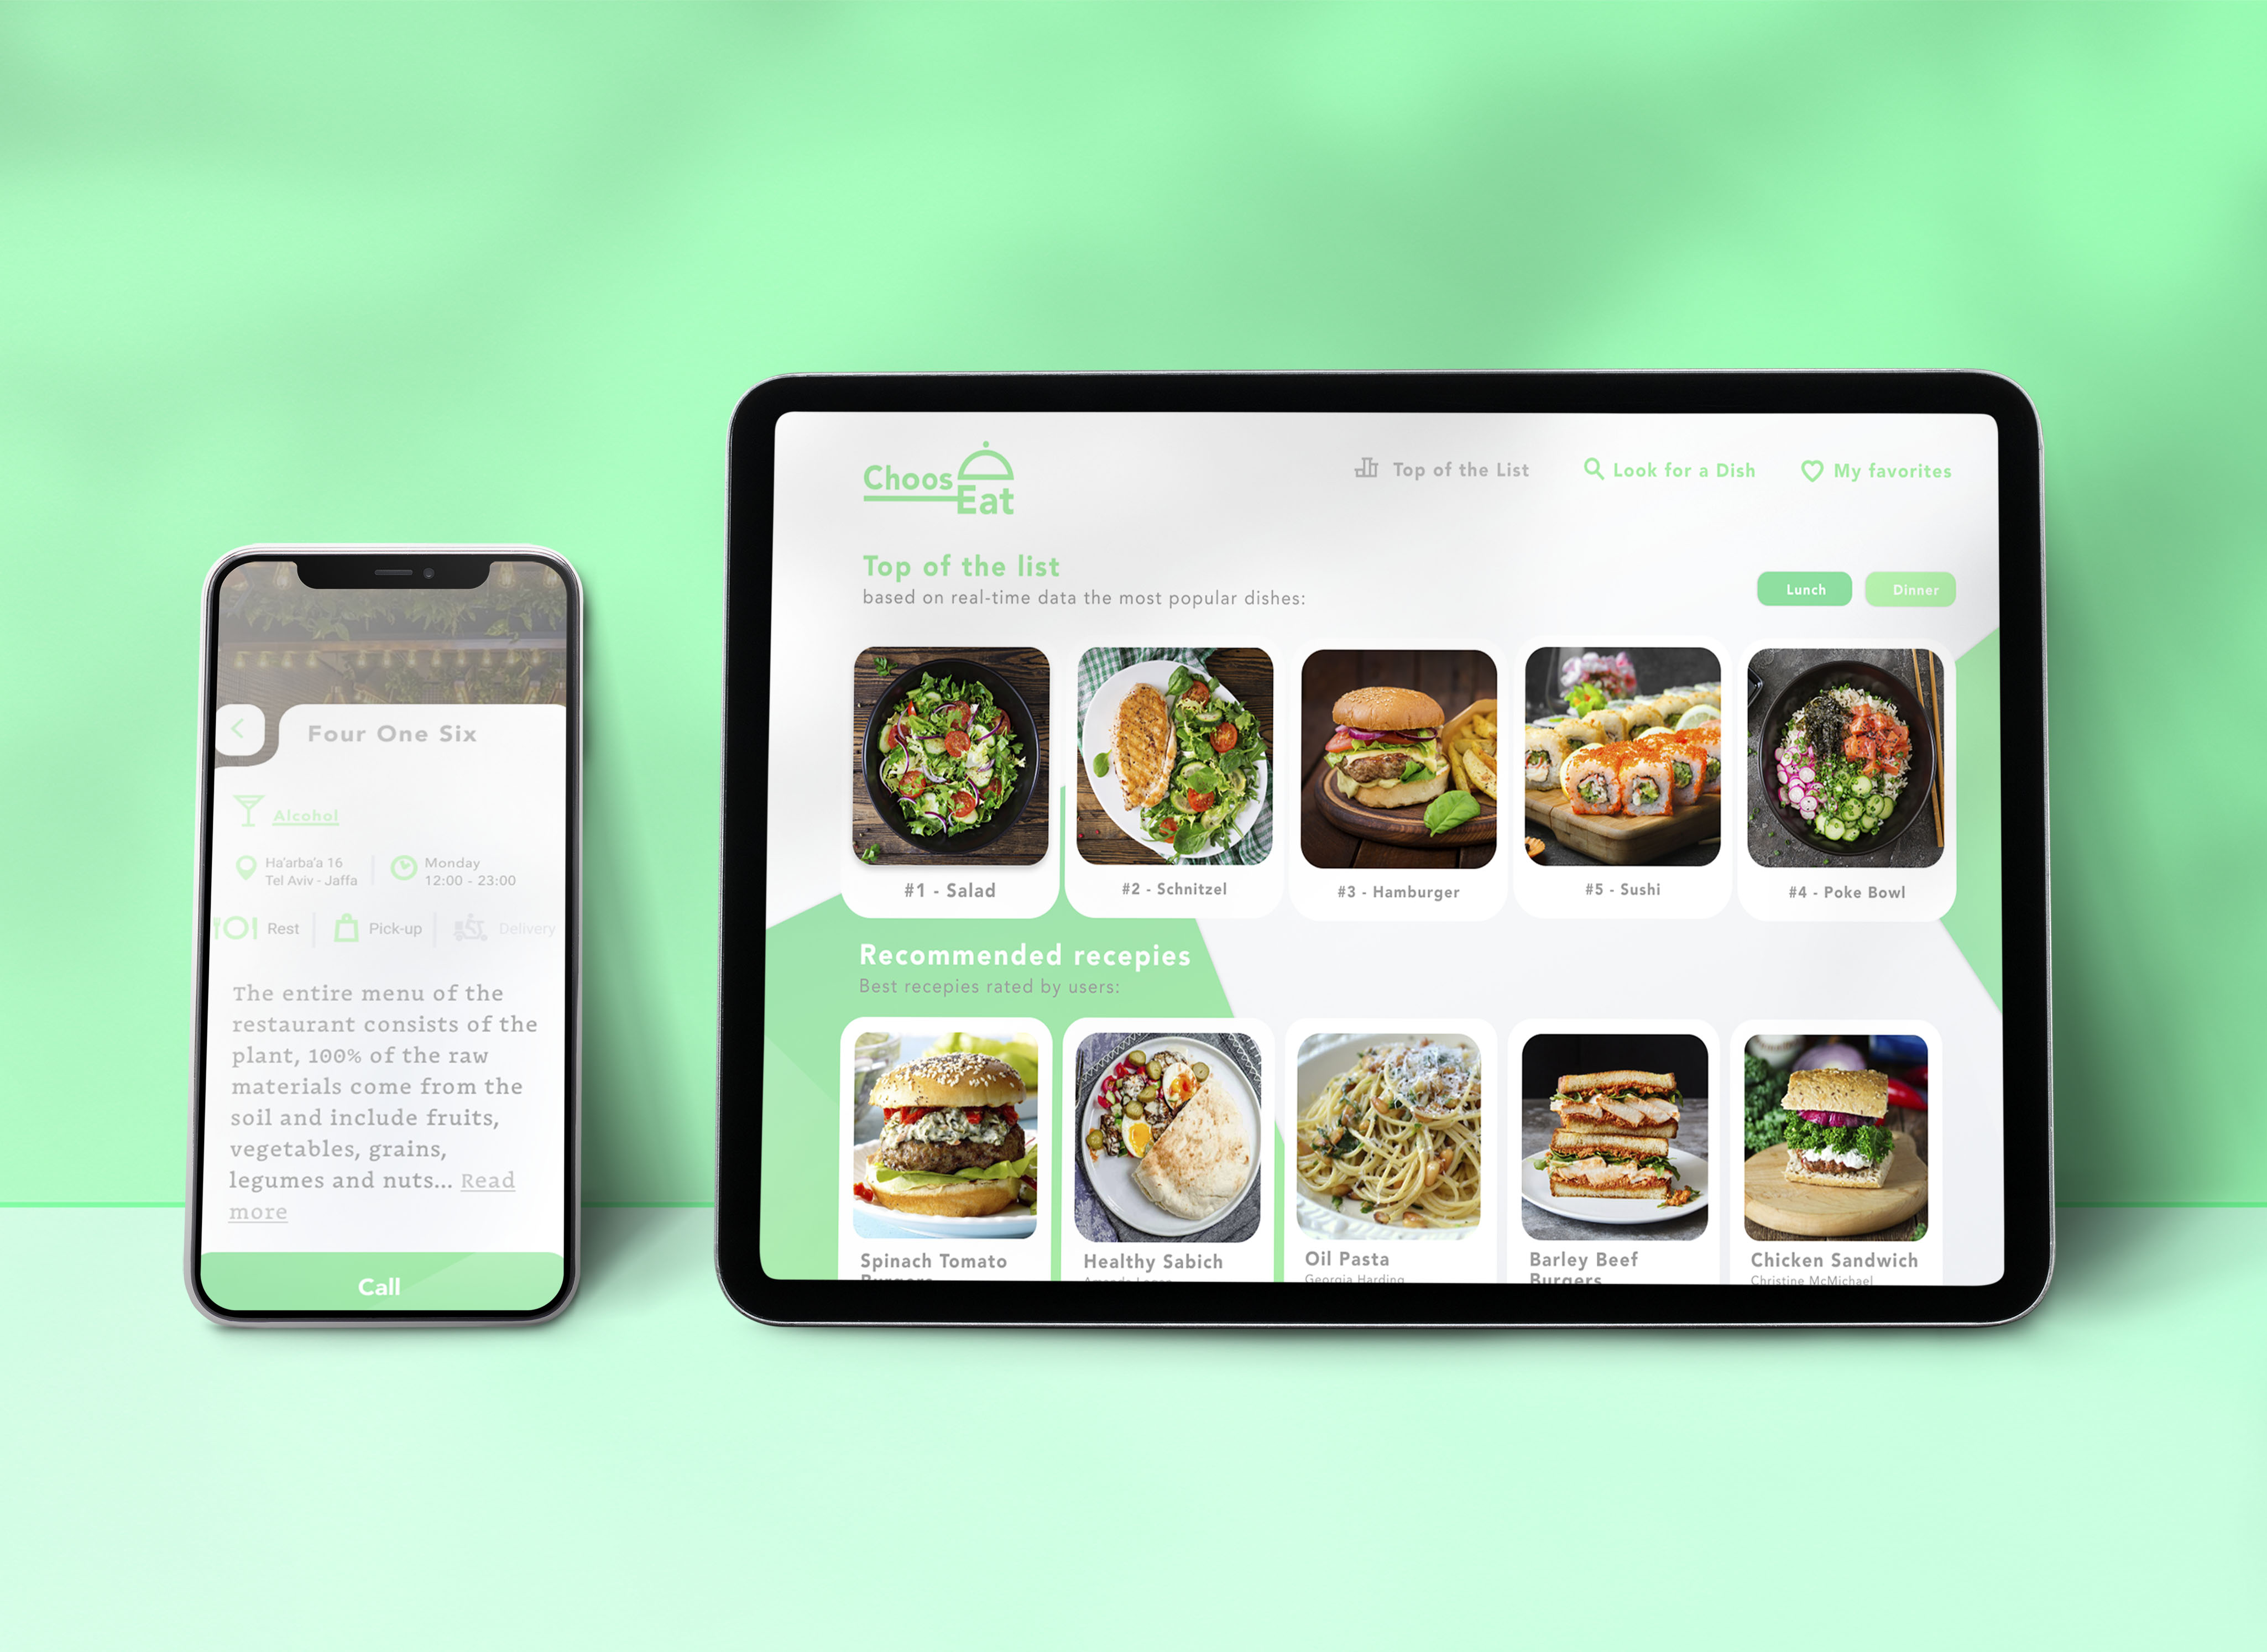 Four One Six
Alcohol
Ha'arba'a 16
Tel Aviv - Jaffa
Monday
12:00 - 23:00
Rest
Pick-up
Delivery
The entire menu of the
restaurant consists of the
plant, 100% of the raw
materials come from the
soil and include fruits,
vegetables, grains,
legumes and nuts... Read
more
Call
Choos
Eat
Top of the List
Look for a Dish
My favorites
Top of the list
based on real-time data the most popular dishes:
Lunch
Dinner
#1 - Salad
#2 - Schnitzel
#3 - Hamburger
#5 - Sushi
#4 - Poke Bowl
Recommended recepies
Best recepies rated by users:
Spinach Tomato
Burgers
Healthy Sabich
Oil Pasta
Georgia Harding
Barley Beef
Burgers
Chicken Sandwich
Christine McMichael